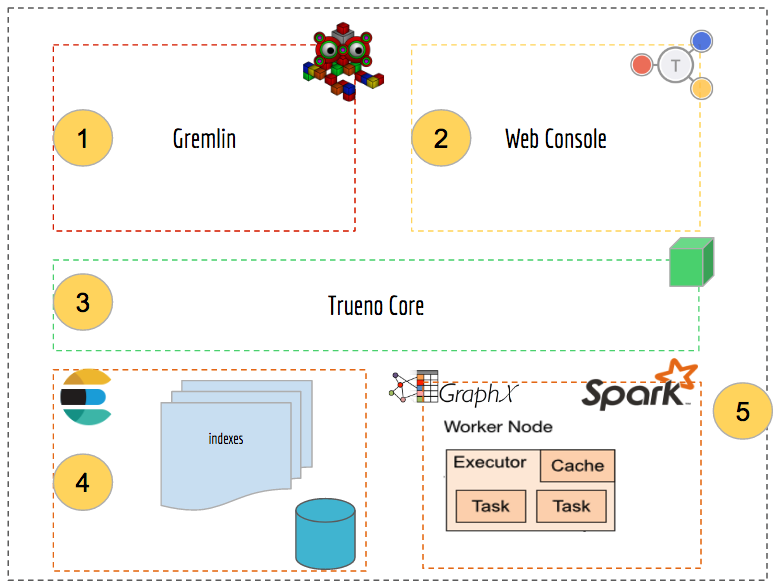 1
Gremlin
2
Web Console
T
3
Trueno Core
4
indexes
GraphX
Spark
5
Worker Node
Executor
Cache
Task
Task